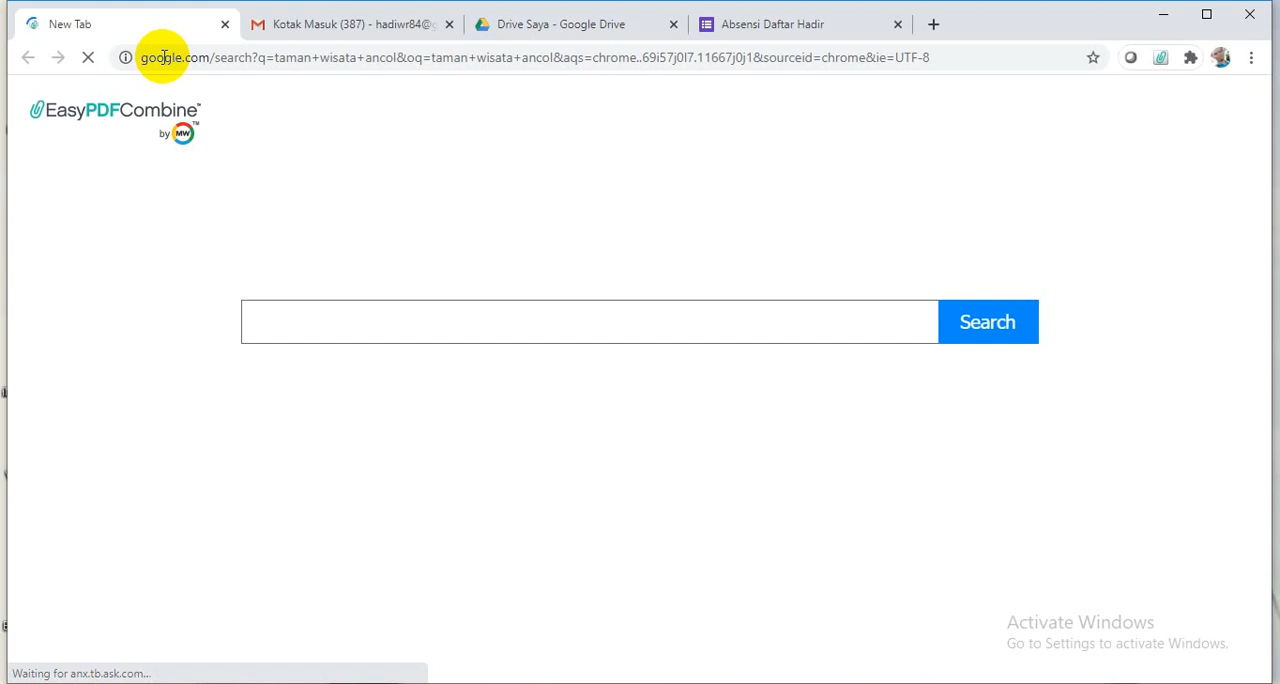 New Tab
Kotak Masuk (387) - hadiwr84@g
Drive Saya - Google Drive
Absensi Daftar Hadir
google.com/search?q=taman+wisata+ancol&oq=taman+wisata+ancol&aqs=chrome..69i57j0l7.11667j0j1&sourceid=chrome&ie=UTF-8
EasyPDFCombine™
by MW™
Search
Activate Windows
Go to Settings to activate Windows.
Waiting for anx.tb.ask.com...